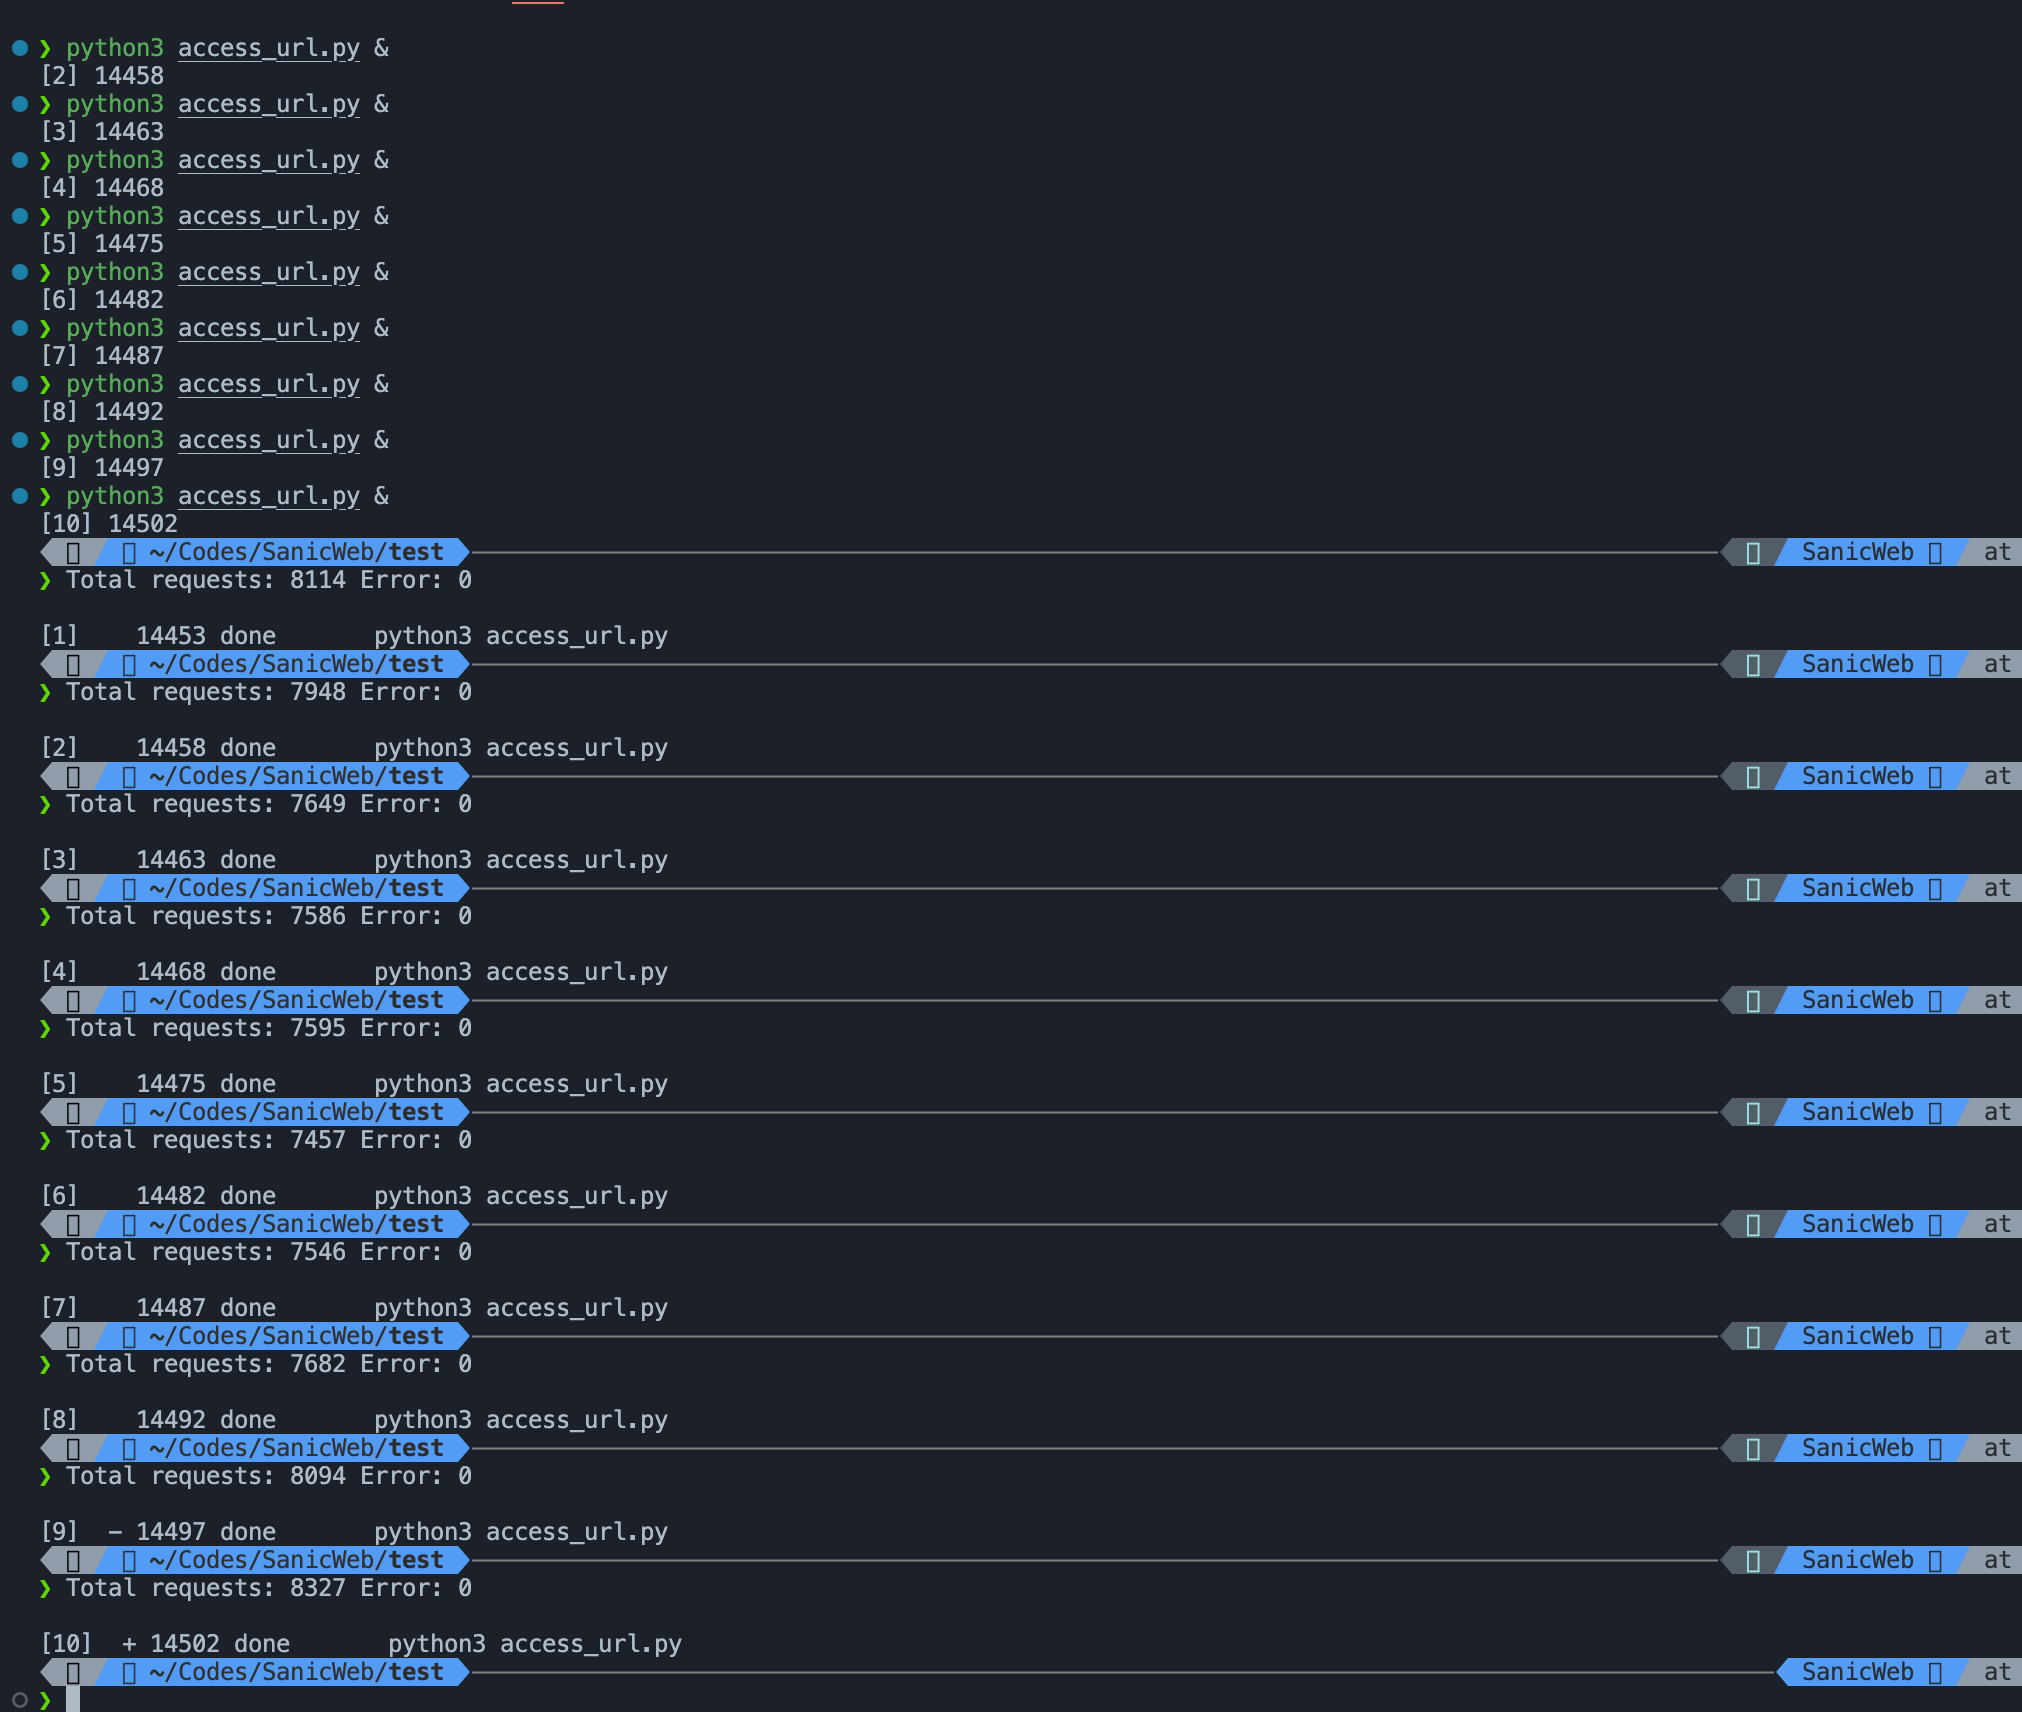 ❯ python3 access_url.py &
[2] 14458
❯ python3 access_url.py &
[3] 14463
❯ python3 access_url.py &
[4] 14468
❯ python3 access_url.py &
[5] 14475
❯ python3 access_url.py &
[6] 14482
❯ python3 access_url.py &
[7] 14487
❯ python3 access_url.py &
[8] 14492
❯ python3 access_url.py &
[9] 14497
❯ python3 access_url.py &
[10] 14502
~/Codes/SanicWeb/test SanicWeb at
❯ Total requests: 8114 Error: 0
[1] 14453 done python3 access_url.py
~/Codes/SanicWeb/test SanicWeb at
❯ Total requests: 7948 Error: 0
[2] 14458 done python3 access_url.py
~/Codes/SanicWeb/test SanicWeb at
❯ Total requests: 7649 Error: 0
[3] 14463 done python3 access_url.py
~/Codes/SanicWeb/test SanicWeb at
❯ Total requests: 7586 Error: 0
[4] 14468 done python3 access_url.py
~/Codes/SanicWeb/test SanicWeb at
❯ Total requests: 7595 Error: 0
[5] 14475 done python3 access_url.py
~/Codes/SanicWeb/test SanicWeb at
❯ Total requests: 7457 Error: 0
[6] 14482 done python3 access_url.py
~/Codes/SanicWeb/test SanicWeb at
❯ Total requests: 7546 Error: 0
[7] 14487 done python3 access_url.py
~/Codes/SanicWeb/test SanicWeb at
❯ Total requests: 7682 Error: 0
[8] 14492 done python3 access_url.py
~/Codes/SanicWeb/test SanicWeb at
❯ Total requests: 8094 Error: 0
[9] - 14497 done python3 access_url.py
~/Codes/SanicWeb/test SanicWeb at
❯ Total requests: 8327 Error: 0
[10] + 14502 done python3 access_url.py
~/Codes/SanicWeb/test SanicWeb at
❯